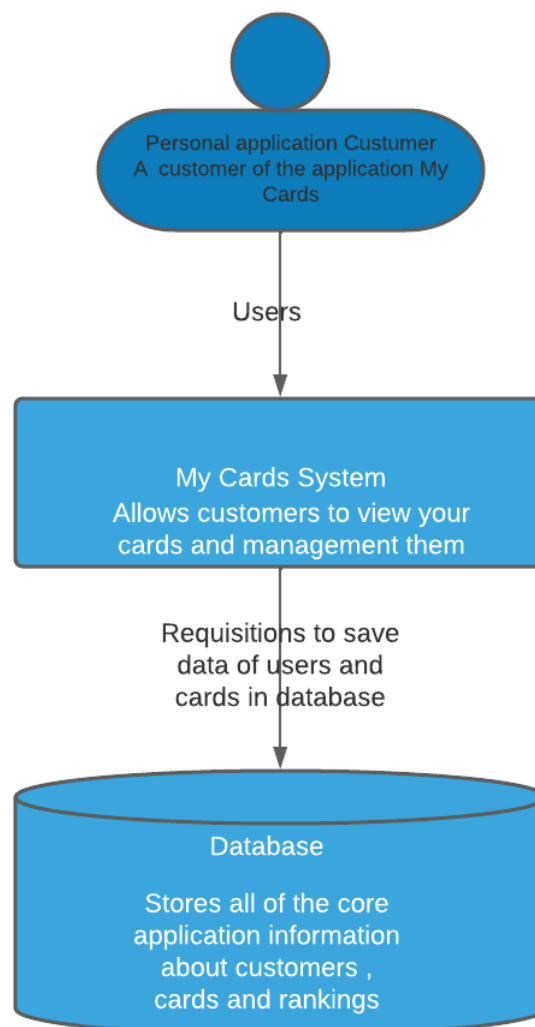 Personal application Custumer
A customer of the application My
Cards
Users
My Cards System
Allows customers to view your
cards and management them
Requisitions to save
data of users and
cards in database
Database
Stores all of the core
application information
about customers ,
cards and rankings